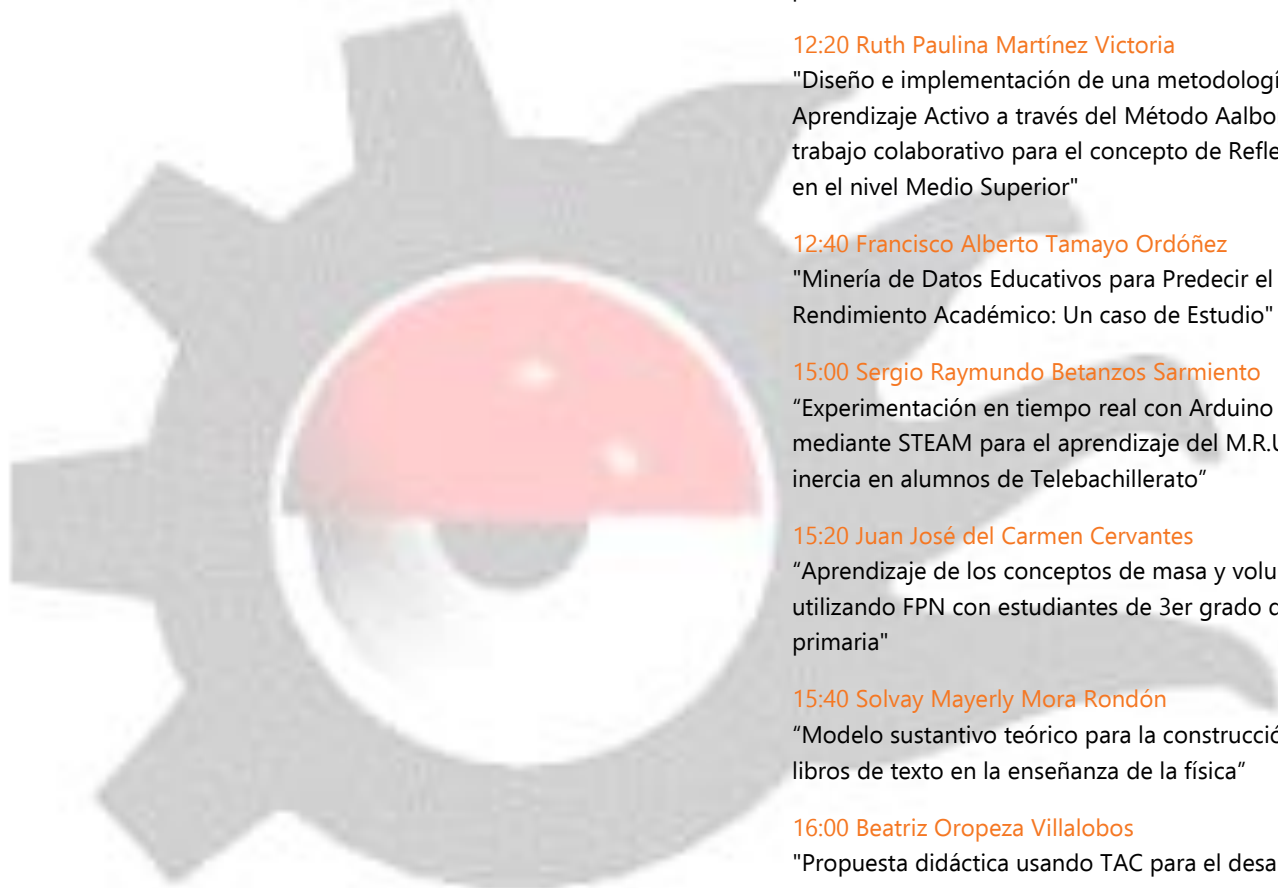 12:20 Ruth Paulina Martínez Victoria
"Diseño e implementación de una metodologí
Aprendizaje Activo a través del Método Aalbo
trabajo colaborativo para el concepto de Refle
en el nivel Medio Superior"
12:40 Francisco Alberto Tamayo Ordóñez
"Minería de Datos Educativos para Predecir el
Rendimiento Académico: Un caso de Estudio"
15:00 Sergio Raymundo Betanzos Sarmiento
“Experimentación en tiempo real con Arduino
mediante STEAM para el aprendizaje del M.R.U
inercia en alumnos de Telebachillerato”
15:20 Juan José del Carmen Cervantes
“Aprendizaje de los conceptos de masa y volu
utilizando FPN con estudiantes de 3er grado d
primaria"
15:40 Solvay Mayerly Mora Rondón
“Modelo sustantivo teórico para la construcció
libros de texto en la enseñanza de la física”
16:00 Beatriz Oropeza Villalobos
"Propuesta didáctica usando TAC para el desa